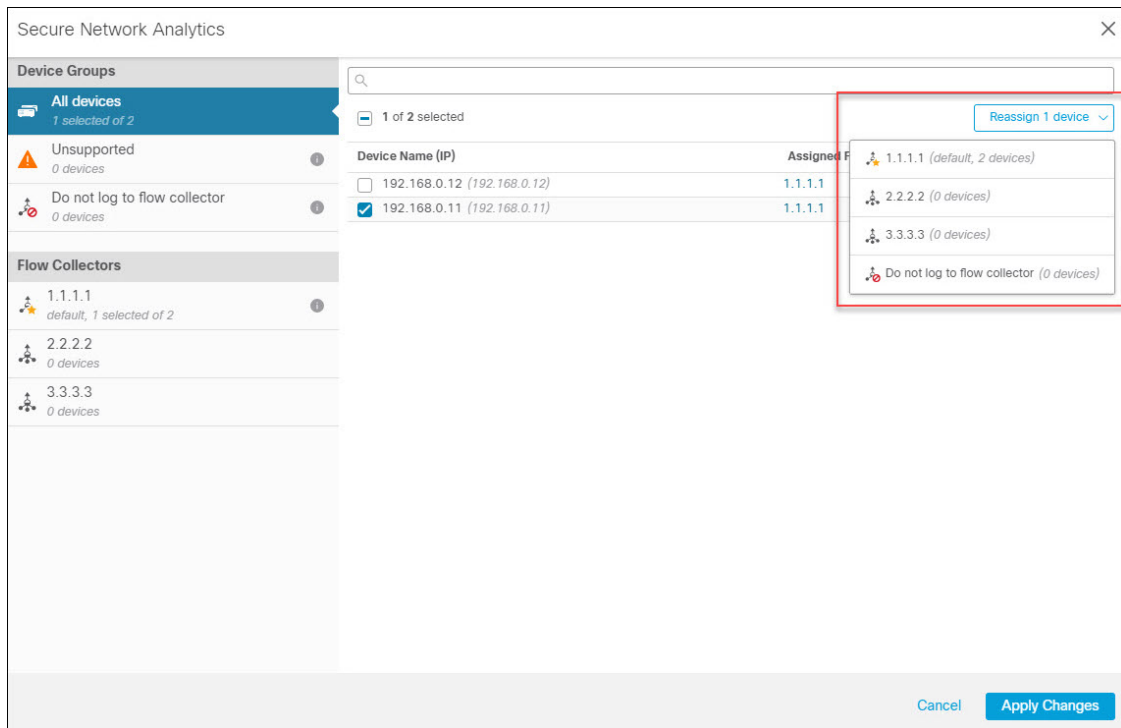 Secure Network Analytics
Device Groups
All devices
1 selected of 2
Unsupported
0 devices
Do not log to flow collector
0 devices
Flow Collectors
1.1.1.1
default, 1 selected of 2
2.2.2.2
0 devices
3.3.3.3
0 devices
1 of 2 selected
Reassign 1 device
Device Name (IP) Assigned F
192.168.0.12 (192.168.0.12) 1.1.1.1
192.168.0.11 (192.168.0.11) 1.1.1.1
1.1.1.1 (default, 2 devices)
2.2.2.2 (0 devices)
3.3.3.3 (0 devices)
Do not log to flow collector (0 devices)
Cancel Apply Changes